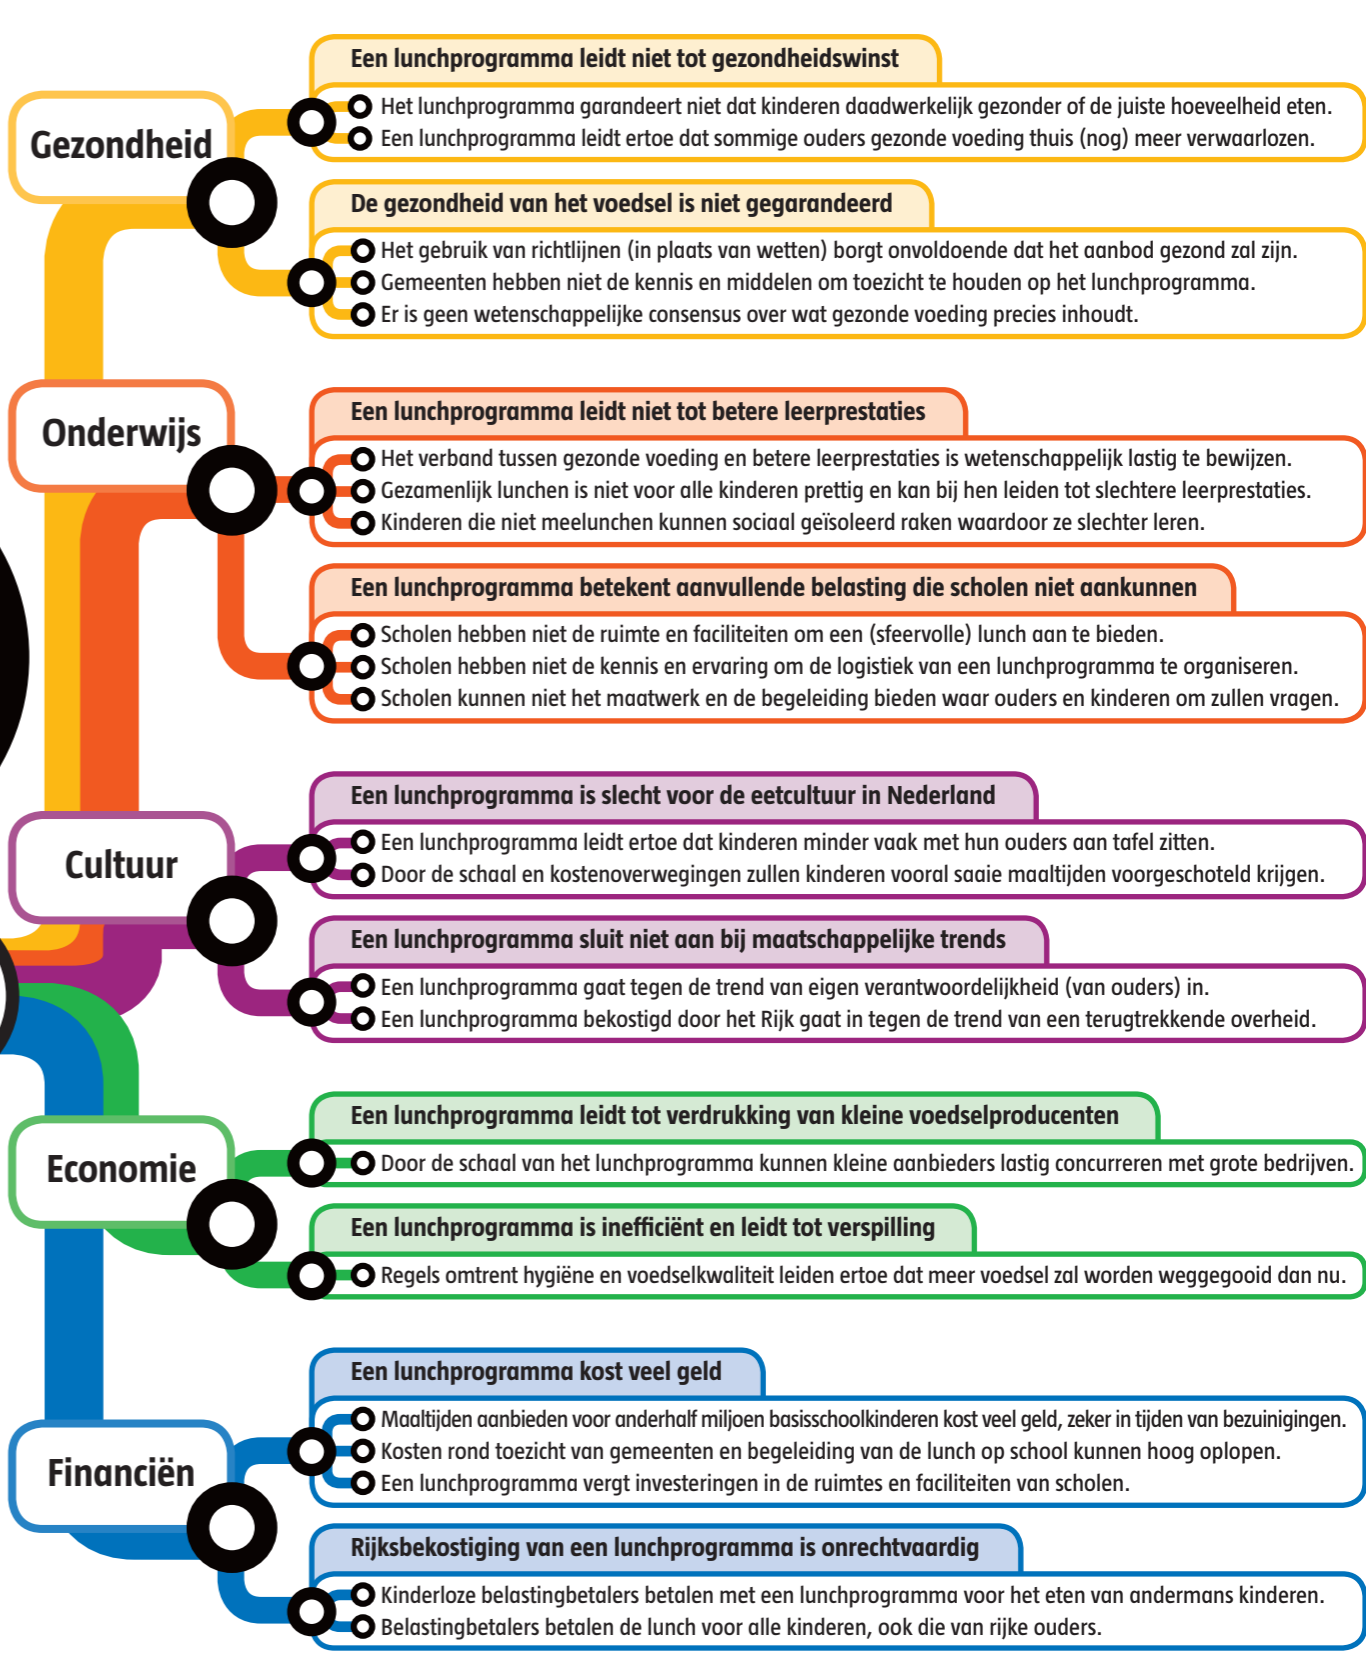 Gezondheid
Een lunchprogramma leidt niet tot gezondheidswinst
Het lunchprogramma garandeert niet dat kinderen daadwerkelijk gezonder of de juiste hoeveelheid eten.
Een lunchprogramma leidt ertoe dat sommige ouders gezonde voeding thuis (nog) meer verwaarlozen.
De gezondheid van het voedsel is niet gegarandeerd
Het gebruik van richtlijnen (in plaats van wetten) borgt onvoldoende dat het aanbod gezond zal zijn.
Gemeenten hebben niet de kennis en middelen om toezicht te houden op het lunchprogramma.
Er is geen wetenschappelijke consensus over wat gezonde voeding precies inhoudt.
Onderwijs
Een lunchprogramma leidt niet tot betere leerprestaties
Het verband tussen gezonde voeding en betere leerprestaties is wetenschappelijk lastig te bewijzen.
Gezamenlijk lunchen is niet voor alle kinderen prettig en kan bij hen leiden tot slechtere leerprestaties.
Kinderen die niet meelunchen kunnen sociaal geïsoleerd raken waardoor ze slechter leren.
Een lunchprogramma betekent aanvullende belasting die scholen niet aankunnen
Scholen hebben niet de ruimte en faciliteiten om een (sfeervolle) lunch aan te bieden.
Scholen hebben niet de kennis en ervaring om de logistiek van een lunchprogramma te organiseren.
Scholen kunnen niet het maatwerk en de begeleiding bieden waar ouders en kinderen om zullen vragen.
Cultuur
Een lunchprogramma is slecht voor de eetcultuur in Nederland
Een lunchprogramma leidt ertoe dat kinderen minder vaak met hun ouders aan tafel zitten.
Door de schaal en kostenoverwegingen zullen kinderen vooral saaie maaltijden voorgeschoteld krijgen.
Een lunchprogramma sluit niet aan bij maatschappelijke trends
Een lunchprogramma gaat tegen de trend van eigen verantwoordelijkheid (van ouders) in.
Een lunchprogramma bekostigd door het Rijk gaat in tegen de trend van een terugtrekkende overheid.
Economie
Een lunchprogramma leidt tot verdrukking van kleine voedselproducenten
Door de schaal van het lunchprogramma kunnen kleine aanbieders lastig concurreren met grote bedrijven.
Een lunchprogramma is inefficiënt en leidt tot verspilling
Regels omtrent hygiëne en voedselkwaliteit leiden ertoe dat meer voedsel zal worden weggegooid dan nu.
Financiën
Een lunchprogramma kost veel geld
Maaltijden aanbieden voor anderhalf miljoen basisschoolkinderen kost veel geld, zeker in tijden van bezuinigingen.
Kosten rond toezicht van gemeenten en begeleiding van de lunch op school kunnen hoog oplopen.
Een lunchprogramma vergt investeringen in de ruimtes en faciliteiten van scholen.
Rijksbekostiging van een lunchprogramma is onrechtvaardig
Kinderloze belastingbetalers betalen met een lunchprogramma voor het eten van andermans kinderen.
Belastingbetalers betalen de lunch voor alle kinderen, ook die van rijke ouders.